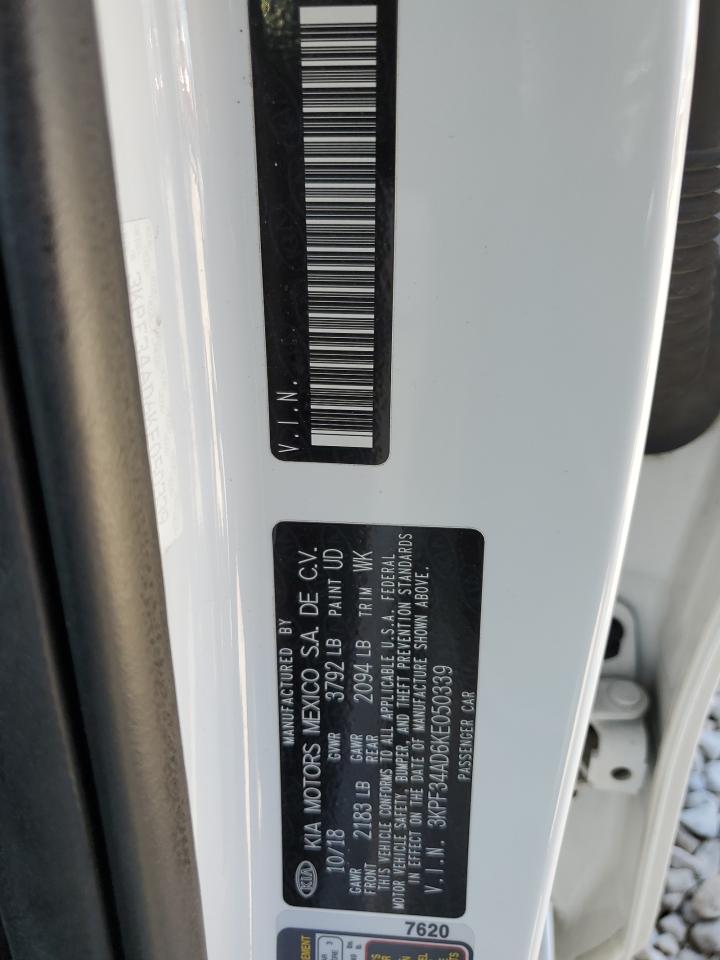 V.I.N.
MANUFACTURED BY
KIA KIA MOTORS MEXICO S.A. DE C.V.
10/18 GVWR 3792 LB PAINT UD
GAWR FRONT 2183 LB GAWR REAR 2094 LB TRIM WK
THIS VEHICLE CONFORMS TO ALL APPLICABLE U.S.A. FEDERAL
MOTOR VEHICLE SAFETY, BUMPER, AND THEFT PREVENTION STANDARDS
IN EFFECT ON THE DATE OF MANUFACTURE SHOWN ABOVE.
V.I.N. 3KPF34AD6KE050339
PASSENGER CAR
7620